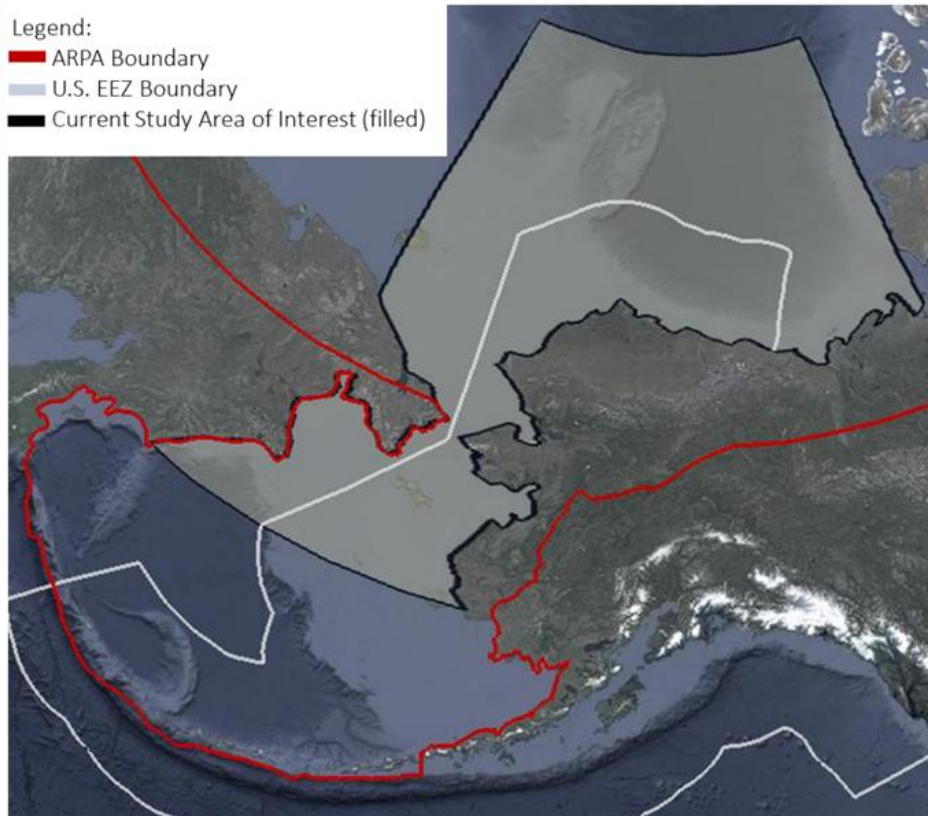 Legend:
ARPA Boundary
U.S. EEZ Boundary
Current Study Area of Interest (filled)